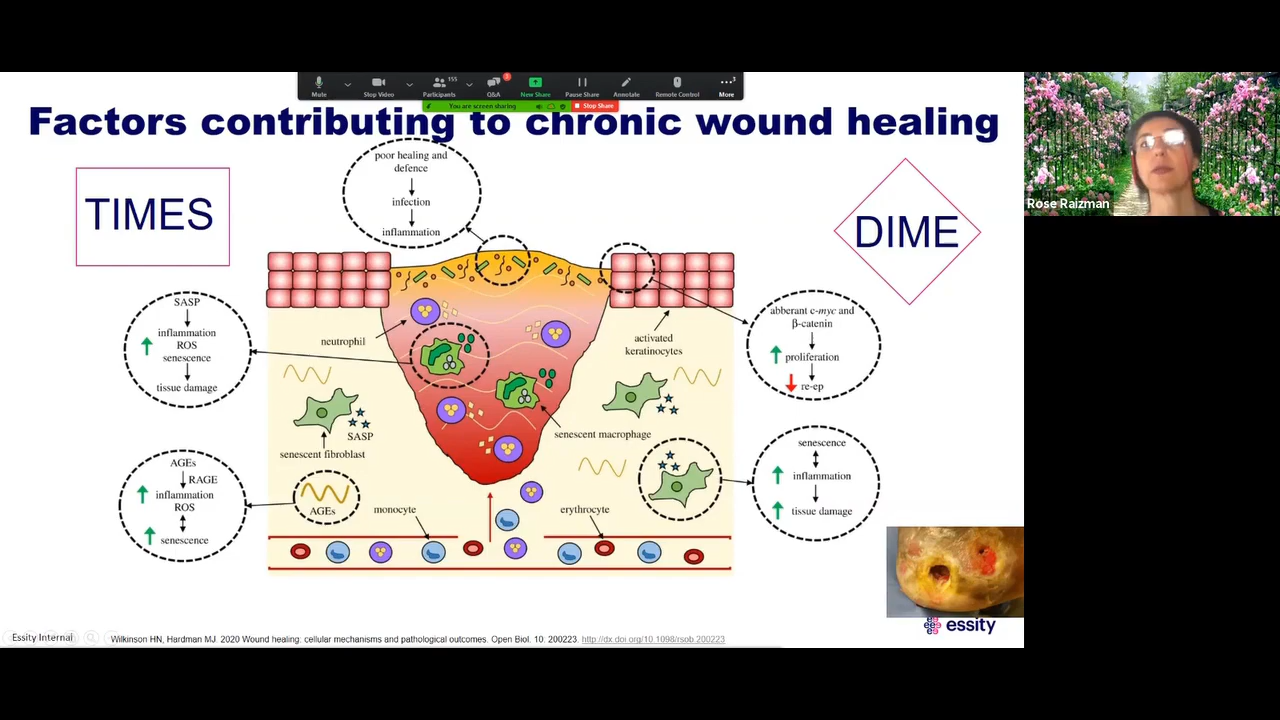 155
3
3
Mute
Stop Video
Participants
Q&A
New Share
Pause Share
Annotate
Remote Control
More
You are screen sharing
Stop Share
Factors contributing to chronic wound healing
TIMES
DIME
poor healing and
defence
infection
inflammation
Rose Raizman
SASP
inflammation
ROS
senescence
tissue damage
neutrophil
activated
keratinocytes
abberant c-myc and
β-catenin
proliferation
re-ep
SASP
senescent fibroblast
senescent macrophage
senescence
inflammation
tissue damage
AGEs
RAGE
inflammation
ROS
senescence
AGEs
monocyte
erythrocyte
Essity Internal
Wilkinson HN, Hardman MJ. 2020 Wound healing: cellular mechanisms and pathological outcomes. Open Biol. 10: 200223. http://dx.doi.org/10.1098/rsob.200223
essity